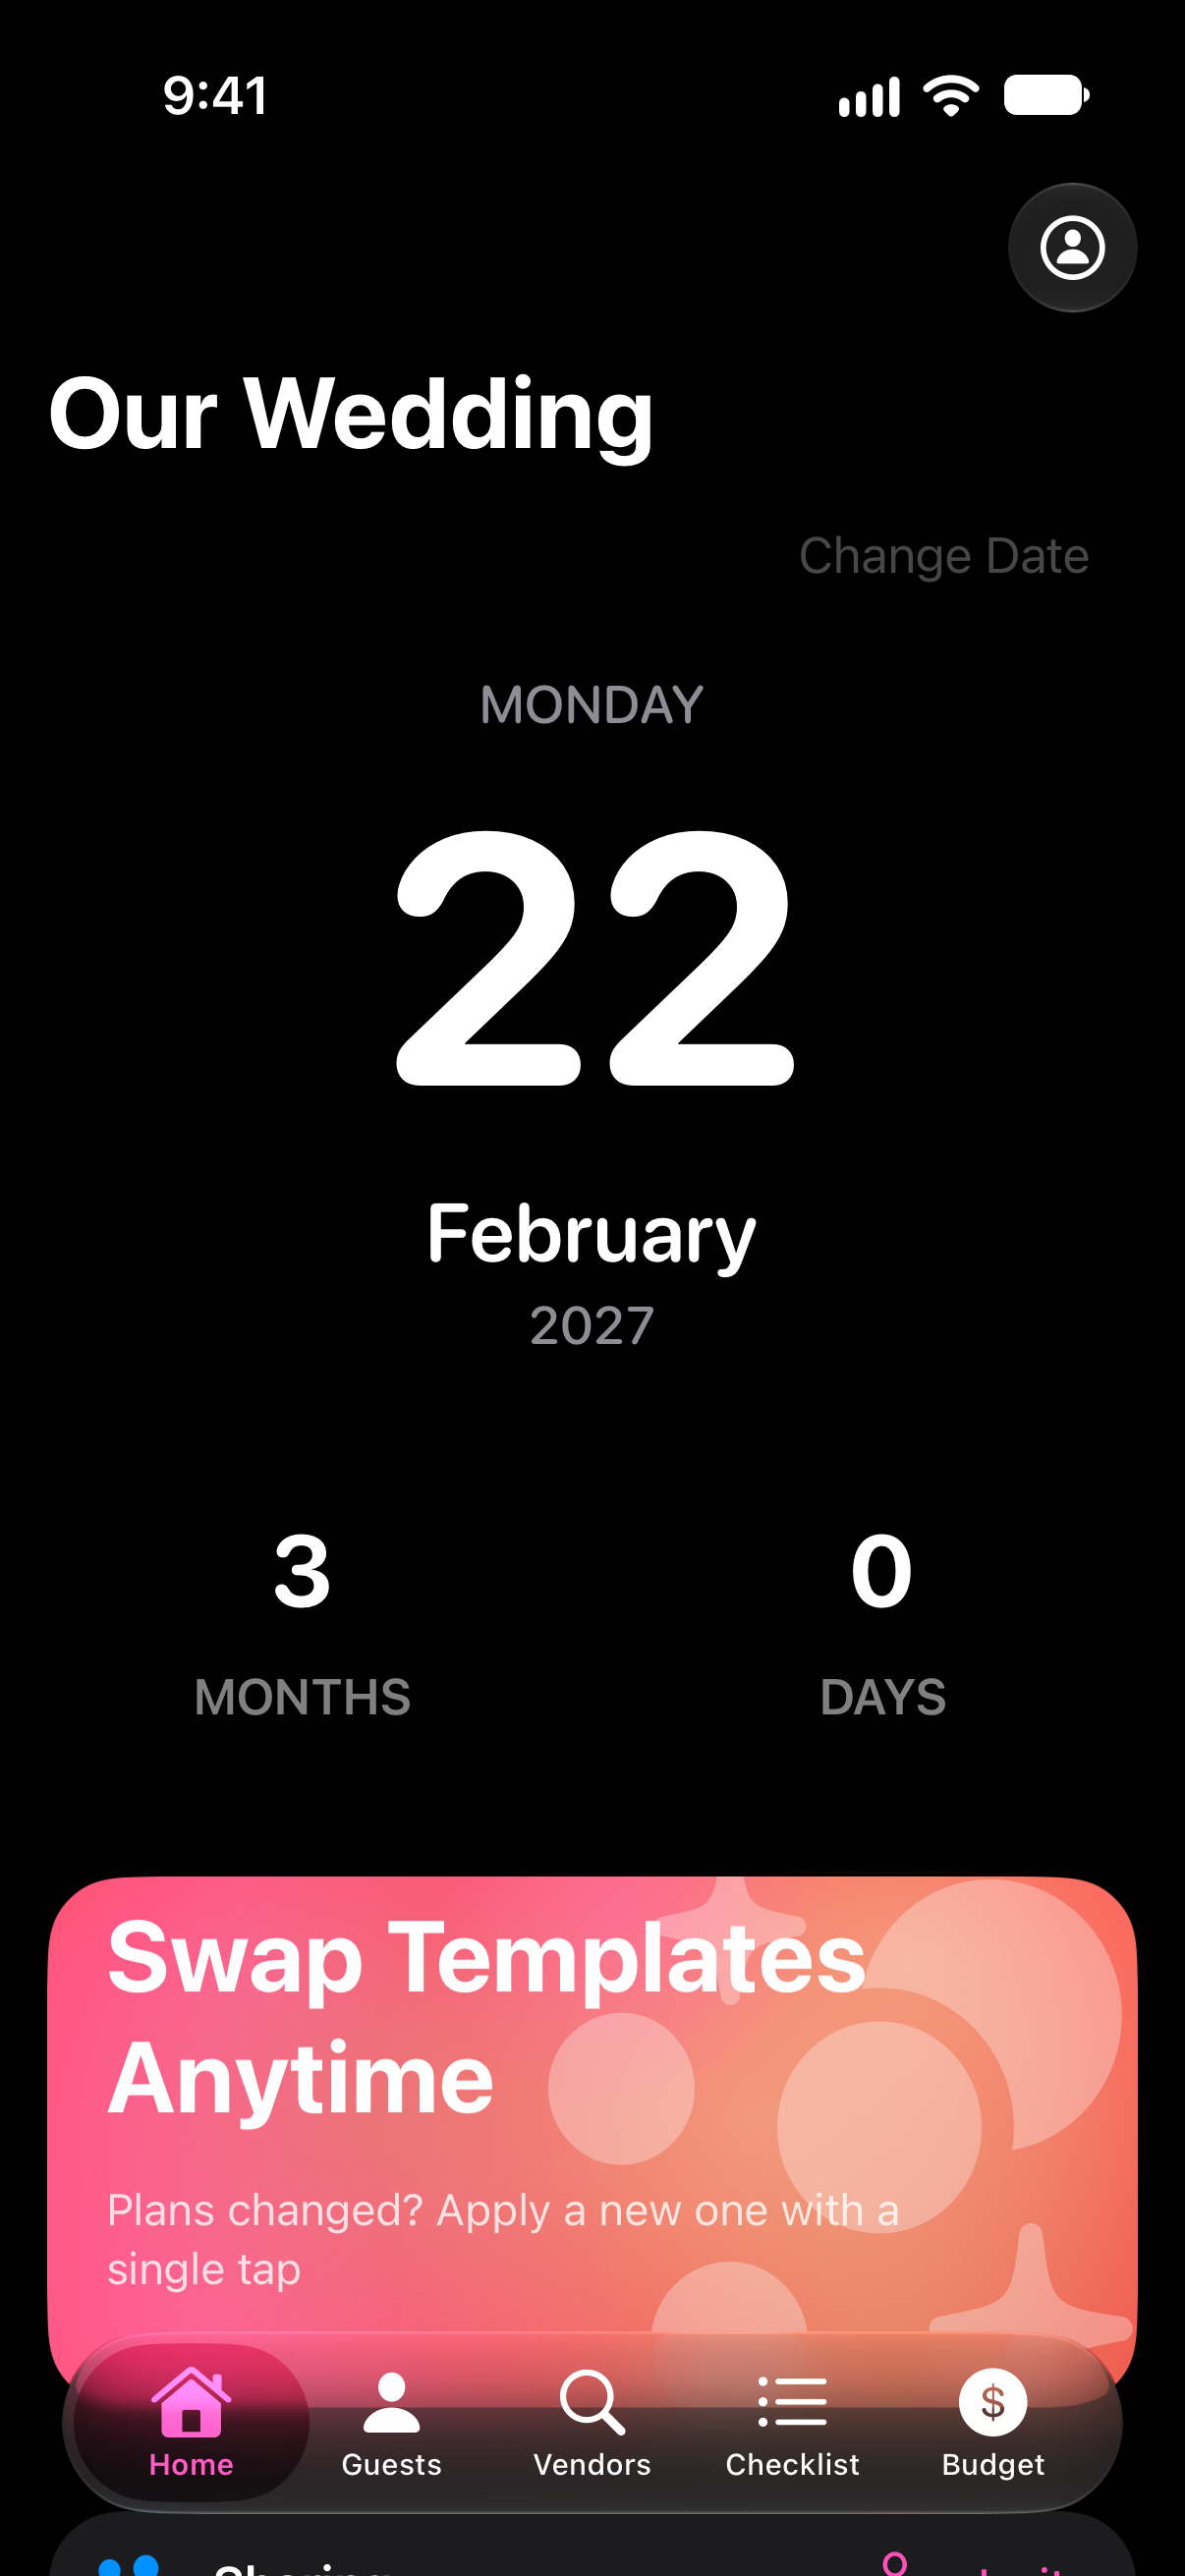 9:41
Our Wedding
Change Date
MONDAY
22
February
2027
3
0
MONTHS
DAYS
Swap Templates
Anytime
Plans changed? Apply a new one with a
single tap
$
Home
Guests
Vendors
Checklist
Budget
Sharing